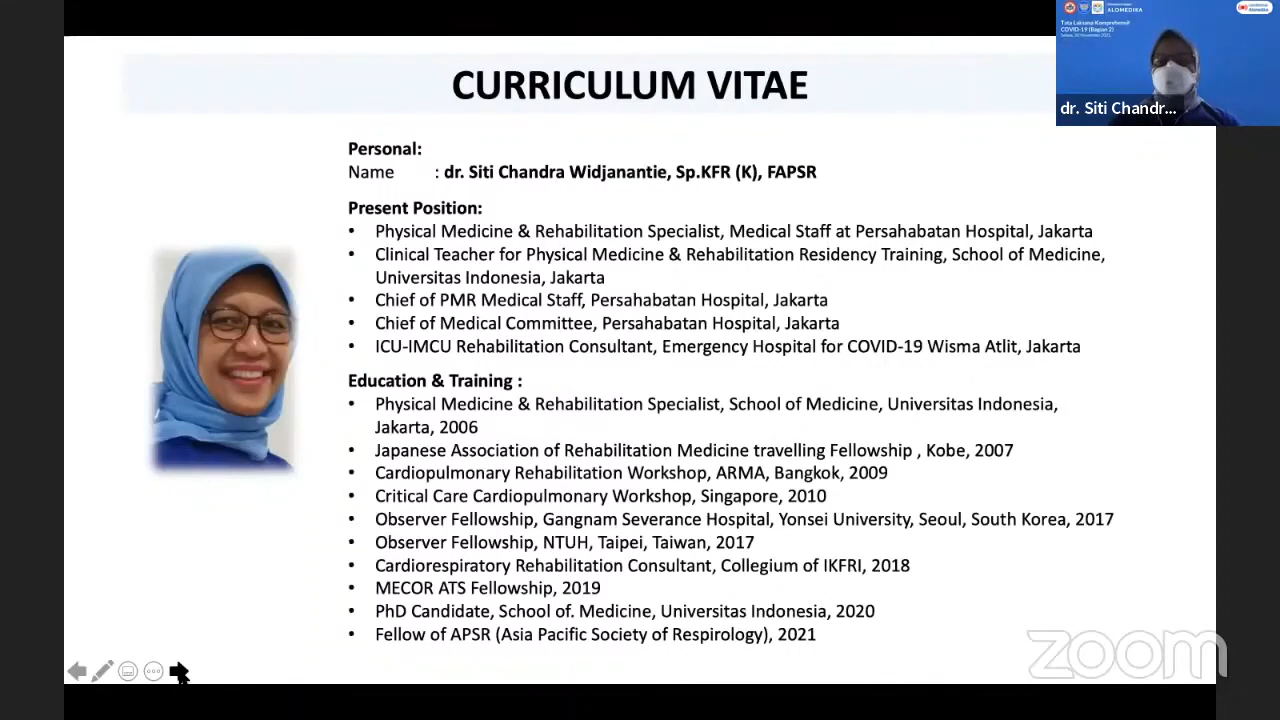 CURRICULUM VITAE
Personal:
Name : dr. Siti Chandra Widjanantie, Sp.KFR (K), FAPSR
Present Position:
• Physical Medicine & Rehabilitation Specialist, Medical Staff at Persahabatan Hospital, Jakarta
• Clinical Teacher for Physical Medicine & Rehabilitation Residency Training, School of Medicine,
Universitas Indonesia, Jakarta
• Chief of PMR Medical Staff, Persahabatan Hospital, Jakarta
• Chief of Medical Committee, Persahabatan Hospital, Jakarta
• ICU-IMCU Rehabilitation Consultant, Emergency Hospital for COVID-19 Wisma Atlit, Jakarta
Education & Training :
• Physical Medicine & Rehabilitation Specialist, School of Medicine, Universitas Indonesia,
Jakarta, 2006
• Japanese Association of Rehabilitation Medicine travelling Fellowship , Kobe, 2007
• Cardiopulmonary Rehabilitation Workshop, ARMA, Bangkok, 2009
• Critical Care Cardiopulmonary Workshop, Singapore, 2010
• Observer Fellowship, Gangnam Severance Hospital, Yonsei University, Seoul, South Korea, 2017
• Observer Fellowship, NTUH, Taipei, Taiwan, 2017
• Cardiorespiratory Rehabilitation Consultant, Collegium of IKFRI, 2018
• MECOR ATS Fellowship, 2019
• PhD Candidate, School of. Medicine, Universitas Indonesia, 2020
• Fellow of APSR (Asia Pacific Society of Respirology), 2021
ALOMEDIKA
Tata Laksana Komprehensif
COVID-19 (Bagian 2)
dr. Siti Chandr...
zoom